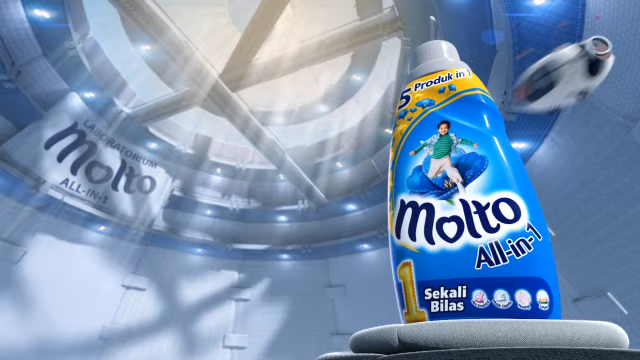 LABORATORIUM
Molto
ALL-IN-1
5 Produk in 1
Molto
All-in-1
1 Sekali
Bilas